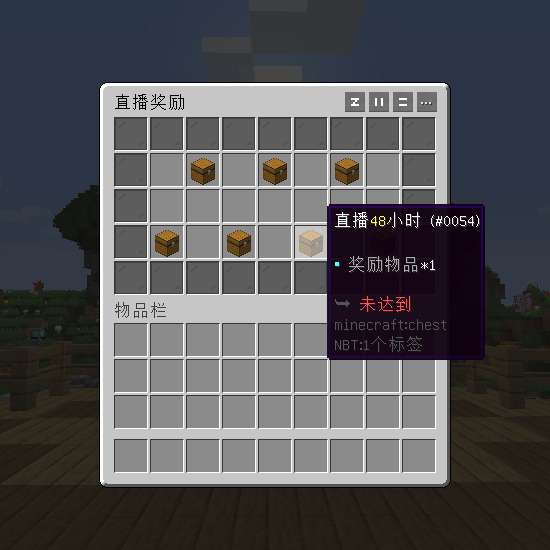 直播奖励
直播48小时 (#0054)
▪ 奖励物品*1
➥ 未达到
minecraft:chest
NBT:1个标签
物品栏